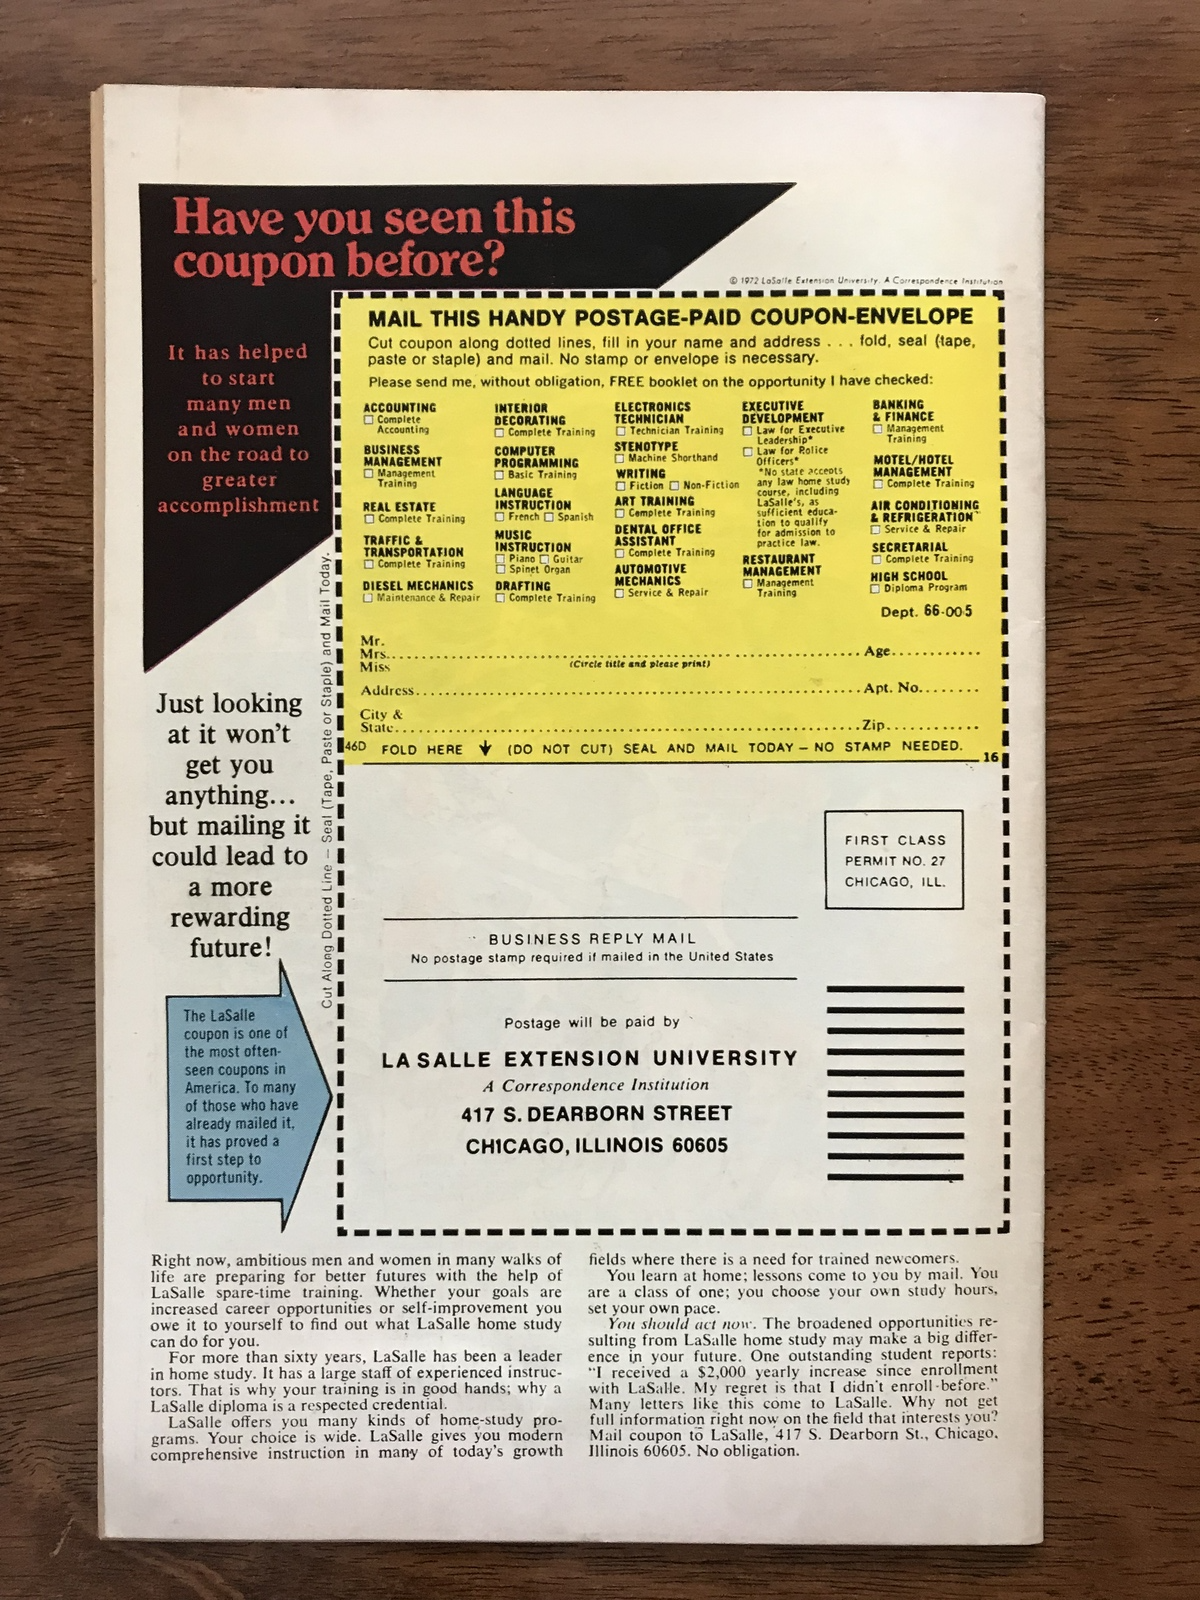 Have you seen this
coupon before?
It has helped
to start
many men
and women
on the road to
greater
accomplishment
Just looking
at it won't
get you
anything...
but mailing it
could lead to
a more
rewarding
future!
The LaSalle
coupon is one of
the most often-
seen coupons in
America. To many
of those who have
already mailed it,
it has proved a
first step to
opportunity.
Cut Along Dotted Line — Seal (Tape, Paste or Staple) and Mail Today.
© 1972 LaSalle Extension University, A Correspondence Institution
MAIL THIS HANDY POSTAGE-PAID COUPON-ENVELOPE
Cut coupon along dotted lines, fill in your name and address . . . fold, seal (tape,
paste or staple) and mail. No stamp or envelope is necessary.
Please send me, without obligation, FREE booklet on the opportunity I have checked:
ACCOUNTING
☐ Complete
Accounting
BUSINESS
MANAGEMENT
☐ Management
Training
REAL ESTATE
☐ Complete Training
TRAFFIC &
TRANSPORTATION
☐ Complete Training
DIESEL MECHANICS
☐ Maintenance & Repair
INTERIOR
DECORATING
☐ Complete Training
COMPUTER
PROGRAMMING
☐ Basic Training
LANGUAGE
INSTRUCTION
☐ French ☐ Spanish
MUSIC
INSTRUCTION
☐ Piano ☐ Guitar
☐ Spinet Organ
DRAFTING
☐ Complete Training
ELECTRONICS
TECHNICIAN
☐ Technician Training
STENOTYPE
☐ Machine Shorthand
WRITING
☐ Fiction ☐ Non-Fiction
ART TRAINING
☐ Complete Training
DENTAL OFFICE
ASSISTANT
☐ Complete Training
AUTOMOTIVE
MECHANICS
☐ Service & Repair
EXECUTIVE
DEVELOPMENT
☐ Law for Executive
Leadership*
☐ Law for Police
Officers*
*No state accepts
any law home study
course, including
LaSalle's, as
sufficient educa-
tion to qualify
for admission to
practice law.
RESTAURANT
MANAGEMENT
☐ Management
Training
BANKING
& FINANCE
☐ Management
Training
MOTEL/HOTEL
MANAGEMENT
☐ Complete Training
AIR CONDITIONING
& REFRIGERATION
☐ Service & Repair
SECRETARIAL
☐ Complete Training
HIGH SCHOOL
☐ Diploma Program
Dept. 66-005
Mr.
Mrs. Age
Miss (Circle title and please print)
Address Apt. No.
City &
State Zip
46D FOLD HERE ↓ (DO NOT CUT) SEAL AND MAIL TODAY — NO STAMP NEEDED.
16
FIRST CLASS
PERMIT NO. 27
CHICAGO, ILL.
BUSINESS REPLY MAIL
No postage stamp required if mailed in the United States
Postage will be paid by
LA SALLE EXTENSION UNIVERSITY
A Correspondence Institution
417 S. DEARBORN STREET
CHICAGO, ILLINOIS 60605
Right now, ambitious men and women in many walks of
life are preparing for better futures with the help of
LaSalle spare-time training. Whether your goals are
increased career opportunities or self-improvement you
owe it to yourself to find out what LaSalle home study
can do for you.
For more than sixty years, LaSalle has been a leader
in home study. It has a large staff of experienced instruc-
tors. That is why your training is in good hands; why a
LaSalle diploma is a respected credential.
LaSalle offers you many kinds of home-study pro-
grams. Your choice is wide. LaSalle gives you modern
comprehensive instruction in many of today's growth
fields where there is a need for trained newcomers.
You learn at home; lessons come to you by mail. You
are a class of one; you choose your own study hours,
set your own pace.
You should act now. The broadened opportunities re-
sulting from LaSalle home study may make a big differ-
ence in your future. One outstanding student reports:
"I received a $2,000 yearly increase since enrollment
with LaSalle. My regret is that I didn't enroll before."
Many letters like this come to LaSalle. Why not get
full information right now on the field that interests you?
Mail coupon to LaSalle, 417 S. Dearborn St., Chicago,
Illinois 60605. No obligation.